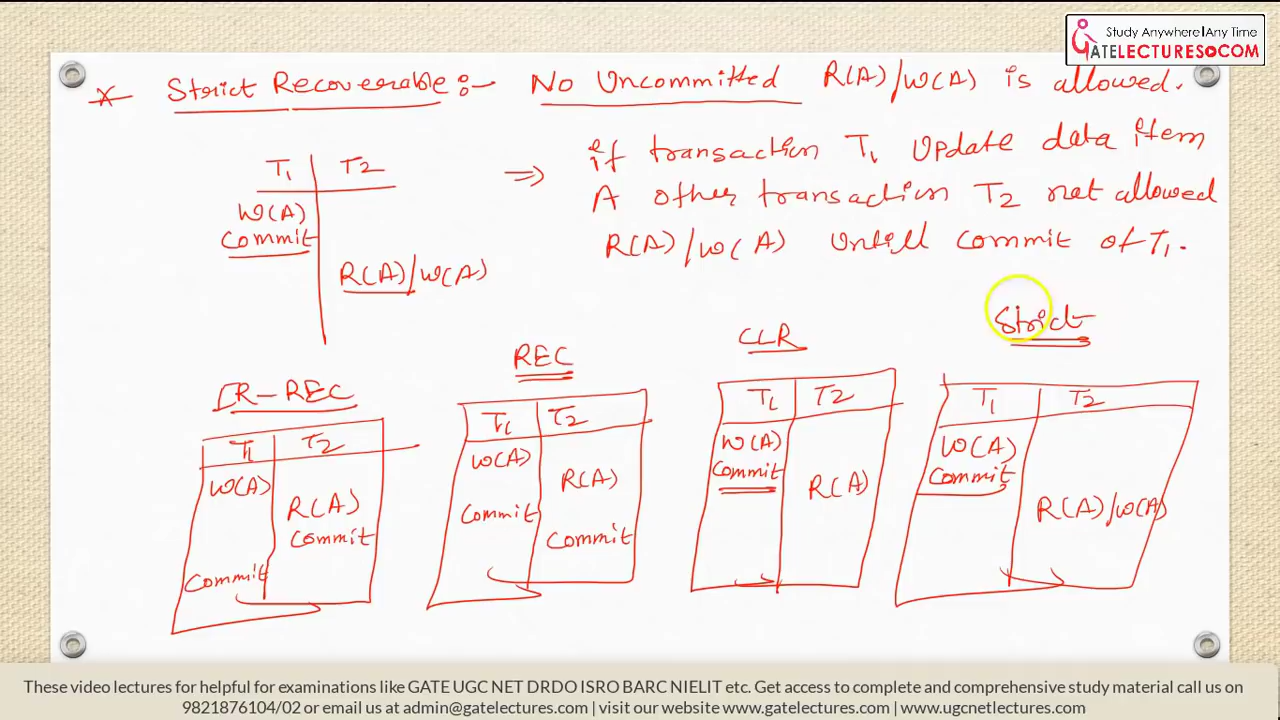 Study Anywhere Any Time
GATELECTURES.COM
* Strict Recoverable :- No Uncommitted R(A)/W(A) is allowed.
T1 T2
W(A)
Commit
R(A)/W(A)
=> if transaction T1 update data item
A other transaction T2 not allowed
R(A)/W(A) Untill commit of T1.
IR-REC
T1 T2
W(A)
R(A)
Commit
Commit
REC
T1 T2
W(A)
R(A)
Commit
Commit
CLR
T1 T2
W(A)
Commit
R(A)
Strict
T1 T2
W(A)
Commit
R(A)/W(A)
These video lectures for helpful for examinations like GATE UGC NET DRDO ISRO BARC NIELIT etc. Get access to complete and comprehensive study material call us on
9821876104/02 or email us at admin@gatelectures.com | visit our website www.gatelectures.com | www.ugcnetlectures.com